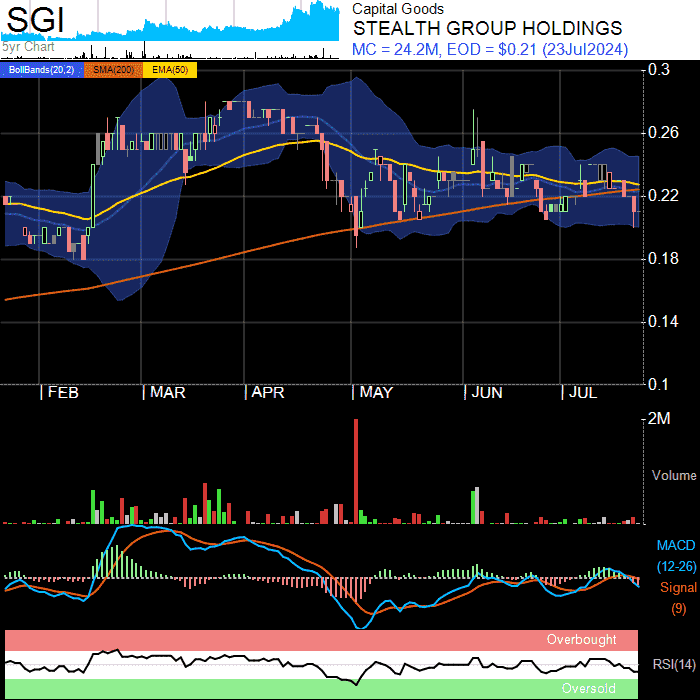 SGI
5yr Chart
Capital Goods
STEALTH GROUP HOLDINGS
MC = 24.2M, EOD = $0.21 (23Jul2024)
BollBands(20,2) SMA(200) EMA(50)
0.3
0.26
0.22
0.18
0.14
0.1
| FEB | MAR | APR | MAY | JUN | JUL
2M
Volume
MACD
(12-26)
Signal
(9)
Overbought
RSI(14)
Oversold